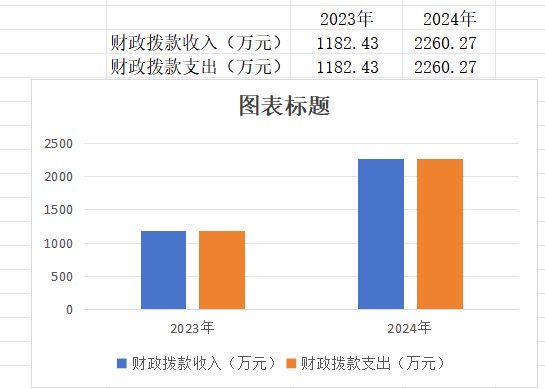 2023年 2024年
财政拨款收入（万元） 1182.43 2260.27
财政拨款支出（万元） 1182.43 2260.27
图表标题
2500
2000
1500
1000
500
0
2023年 2024年
财政拨款收入（万元） 财政拨款支出（万元）